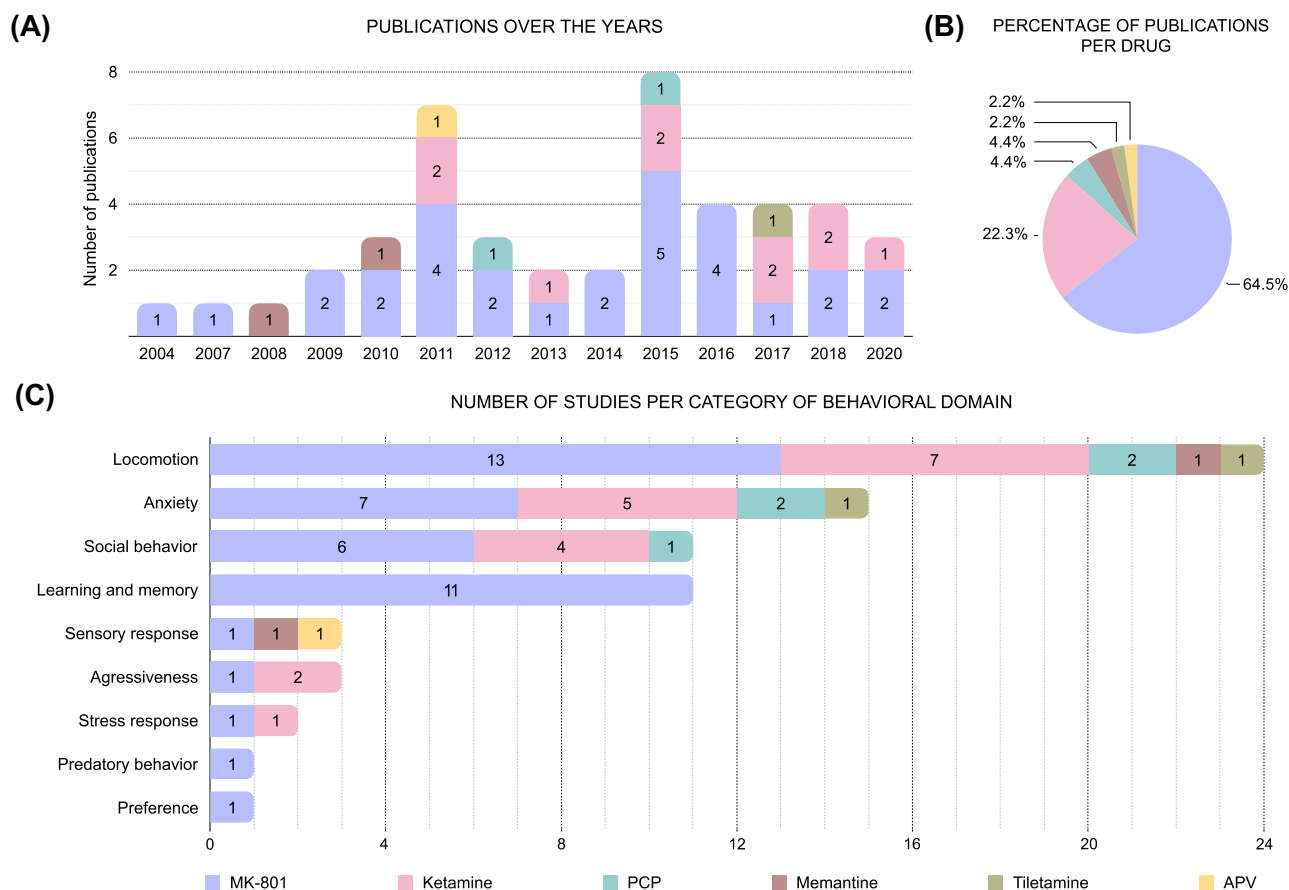 (A)
PUBLICATIONS OVER THE YEARS
Number of publications
8
6
4
2
1
1
1
2
2 1
4 2 1
2 1
1 1
2
5 2 1
4
1 2 1
2 2
2 1
2004 2007 2008 2009 2010 2011 2012 2013 2014 2015 2016 2017 2018 2020
(B)
PERCENTAGE OF PUBLICATIONS
PER DRUG
2.2%
2.2%
4.4%
4.4%
22.3%
64.5%
(C)
NUMBER OF STUDIES PER CATEGORY OF BEHAVIORAL DOMAIN
Locomotion 13 7 2 1 1
Anxiety 7 5 2 1
Social behavior 6 4 1
Learning and memory 11
Sensory response 1 1 1
Agressiveness 1 2
Stress response 1 1
Predatory behavior 1
Preference 1
0 4 8 12 16 20 24
MK-801 Ketamine PCP Memantine Tiletamine APV